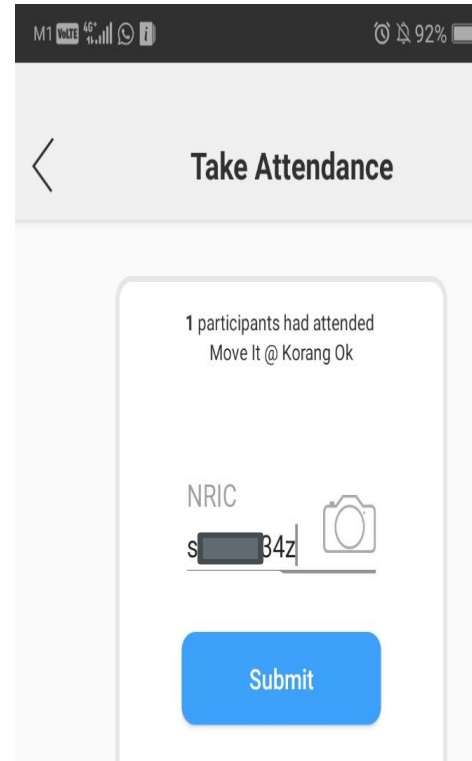 M1 VoLTE 4G+ 92%
Take Attendance
1 participants had attended
Move It @ Korang Ok
NRIC
s 34z
Submit